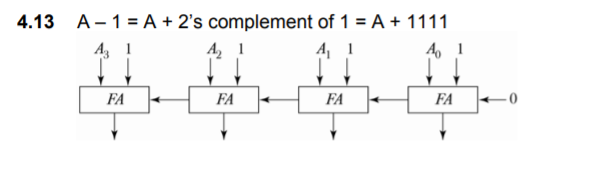 4.13 A – 1 = A + 2's complement of 1 = A + 1111
A₃ 1 A₂ 1 A₁ 1 A₀ 1
FA FA FA FA 0